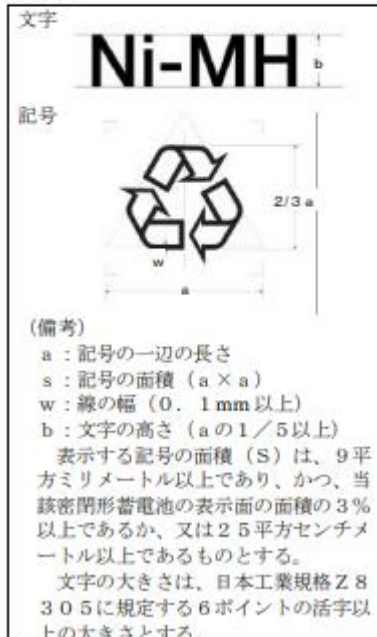 文字
Ni-MH
b
記号
2/3 a
w
a
(備考)
a：記号の一辺の長さ
s：記号の面積（a×a）
w：線の幅（0．1mm以上）
b：文字の高さ（aの1／5以上）
表示する記号の面積（S）は、9平
方ミリメートル以上であり、かつ、当
該密閉形蓄電池の表示面の面積の3％
以上であるか、又は25平方センチメ
ートル以上であるものとする。
文字の大きさは、日本工業規格Z8
305に規定する6ポイントの活字以
上の大きさとする。